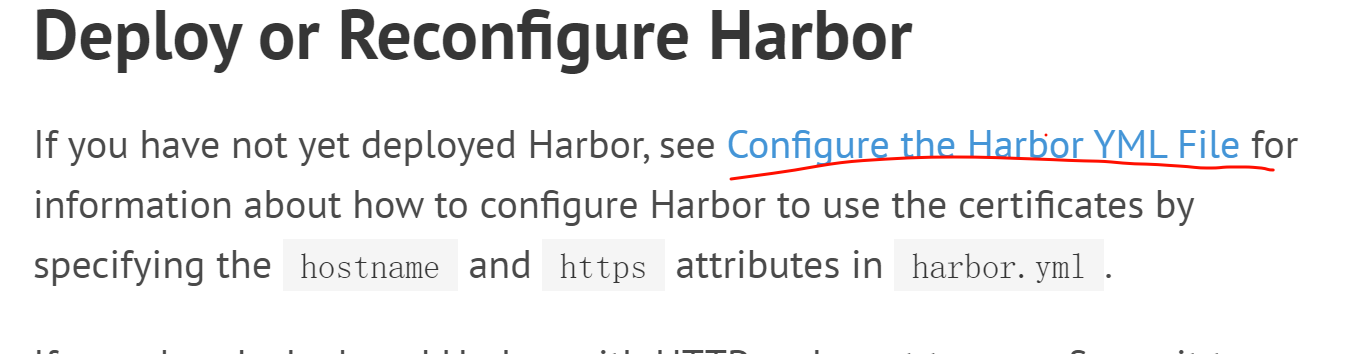 Deploy or Reconfigure Harbor
If you have not yet deployed Harbor, see Configure the Harbor YML File for
information about how to configure Harbor to use the certificates by
specifying the hostname and https attributes in harbor.yml.